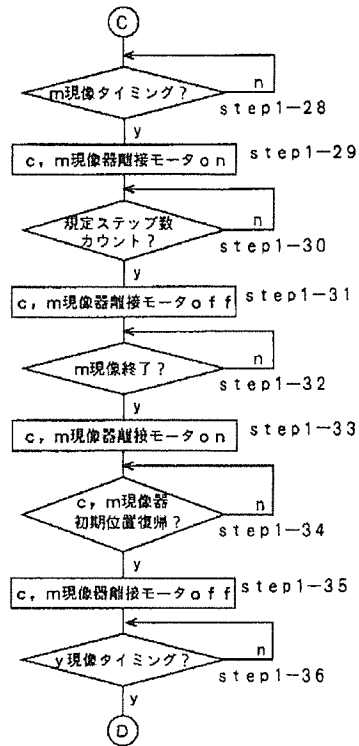 C
n
m現像タイミング？
step1-28
y
c，m現像器離接モータon
step1-29
n
規定ステップ数
カウント？
step1-30
y
c，m現像器離接モータoff
step1-31
n
m現像終了？
step1-32
y
c，m現像器離接モータon
step1-33
n
c，m現像器
初期位置復帰？
step1-34
y
c，m現像器離接モータoff
step1-35
n
y現像タイミング？
step1-36
y
D